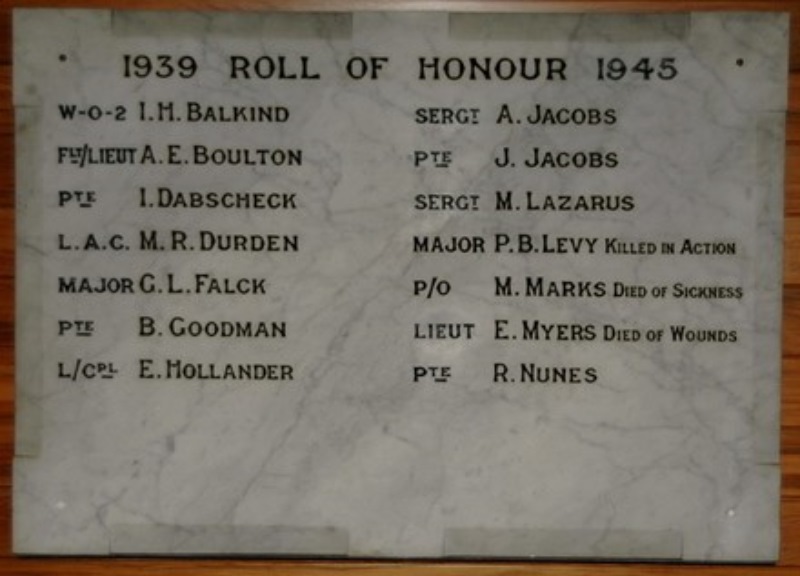 1939 ROLL OF HONOUR 1945
W-O-2 I.H. BALKIND
FLT/LIEUT A.E. BOULTON
PTE I. DABSCHECK
L.A.C. M.R. DURDEN
MAJOR G.L. FALCK
PTE B. GOODMAN
L/CPL E. HOLLANDER
SERGT A. JACOBS
PTE J. JACOBS
SERGT M. LAZARUS
MAJOR P.B. LEVY KILLED IN ACTION
P/O M. MARKS DIED OF SICKNESS
LIEUT E. MYERS DIED OF WOUNDS
PTE R. NUNES